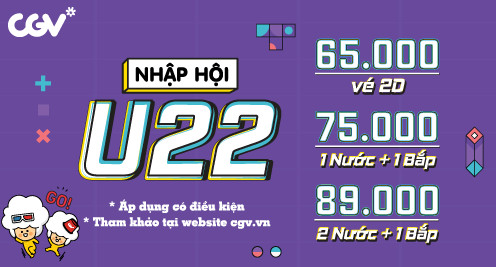 CGV*
NHẬP HỘI
U22
* Áp dụng có điều kiện
* Tham khảo tại website cgv.vn
GO!
65.000
vé 2D
75.000
1 Nước + 1 Bắp
89.000
2 Nước + 1 Bắp